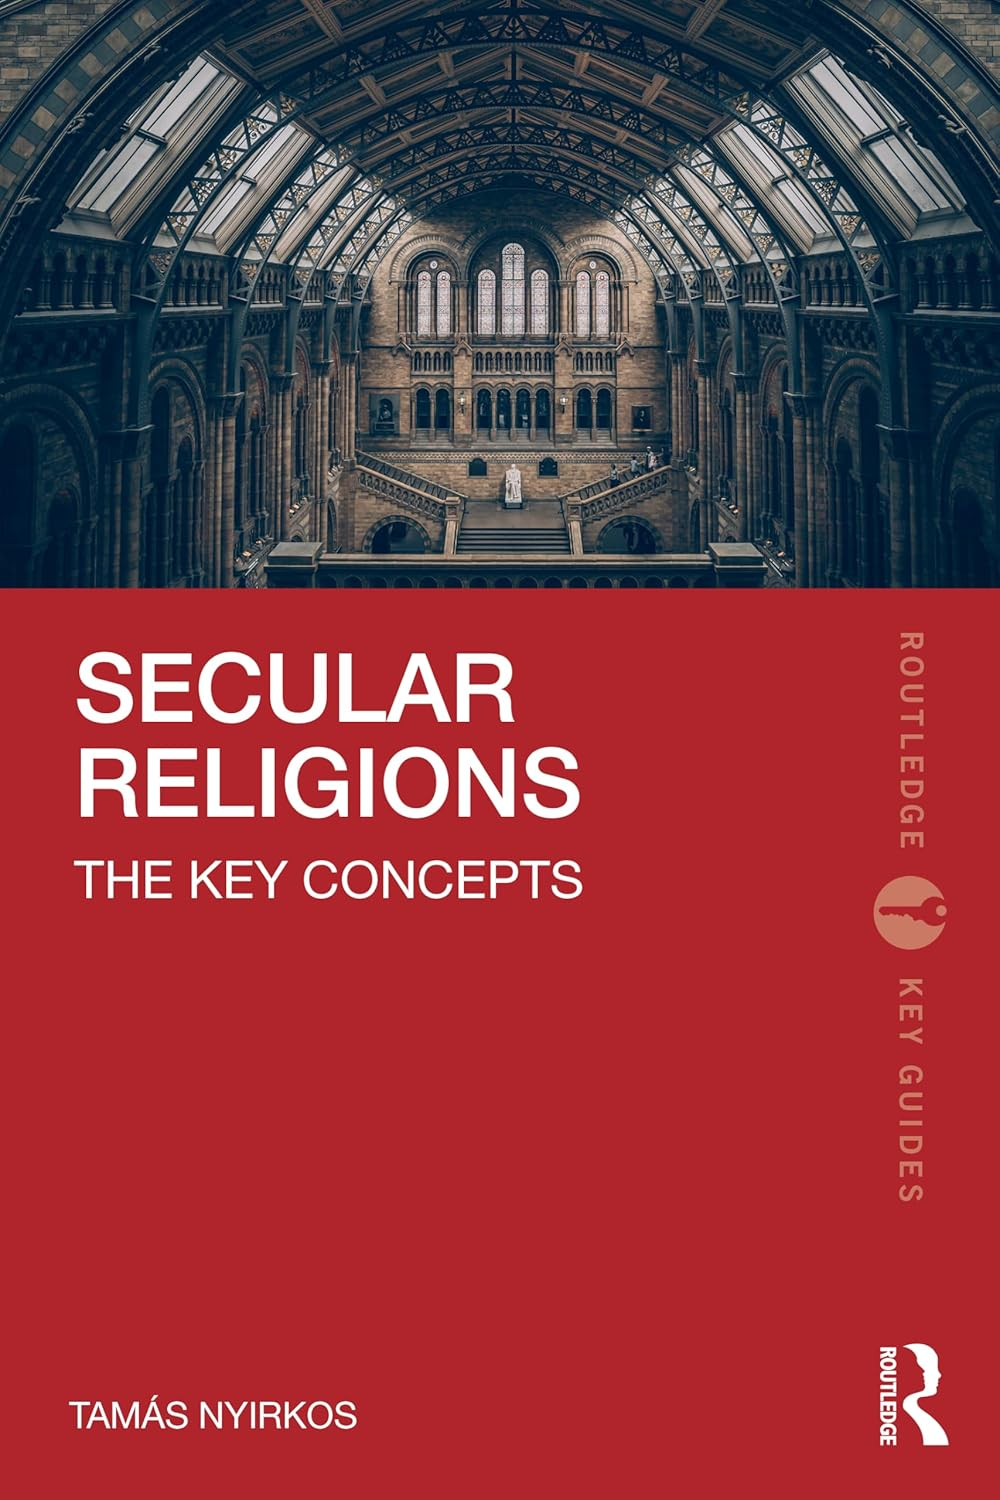 SECULAR
RELIGIONS
THE KEY CONCEPTS
ROUTLEDGE
KEY GUIDES
TAMÁS NYIRKOS
ROUTLEDGE